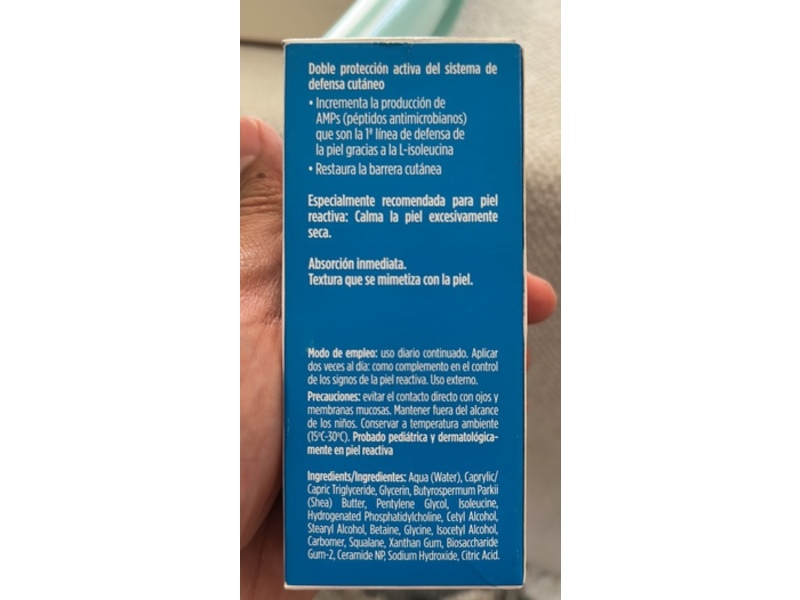 Doble protección activa del sistema de
defensa cutáneo
• Incrementa la producción de
AMPs (péptidos antimicrobianos)
que son la 1ª línea de defensa de
la piel gracias a la L-isoleucina
• Restaura la barrera cutánea
Especialmente recomendada para piel
reactiva: Calma la piel excesivamente
seca.
Absorción inmediata.
Textura que se mimetiza con la piel.
Modo de empleo: uso diario continuado. Aplicar
dos veces al día: como complemento en el control
de los signos de la piel reactiva. Uso externo.
Precauciones: evitar el contacto directo con ojos y
membranas mucosas. Mantener fuera del alcance
de los niños. Conservar a temperatura ambiente
(15ºC-30ºC). Probado pediátrica y dermatológica-
mente en piel reactiva
Ingredients/Ingredientes: Aqua (Water), Caprylic/
Capric Triglyceride, Glycerin, Butyrospermum Parkii
(Shea) Butter, Pentylene Glycol, Isoleucine,
Hydrogenated Phosphatidylcholine, Cetyl Alcohol,
Stearyl Alcohol, Betaine, Glycine, Isocetyl Alcohol,
Carbomer, Squalane, Xanthan Gum, Biosaccharide
Gum-2, Ceramide NP, Sodium Hydroxide, Citric Acid.